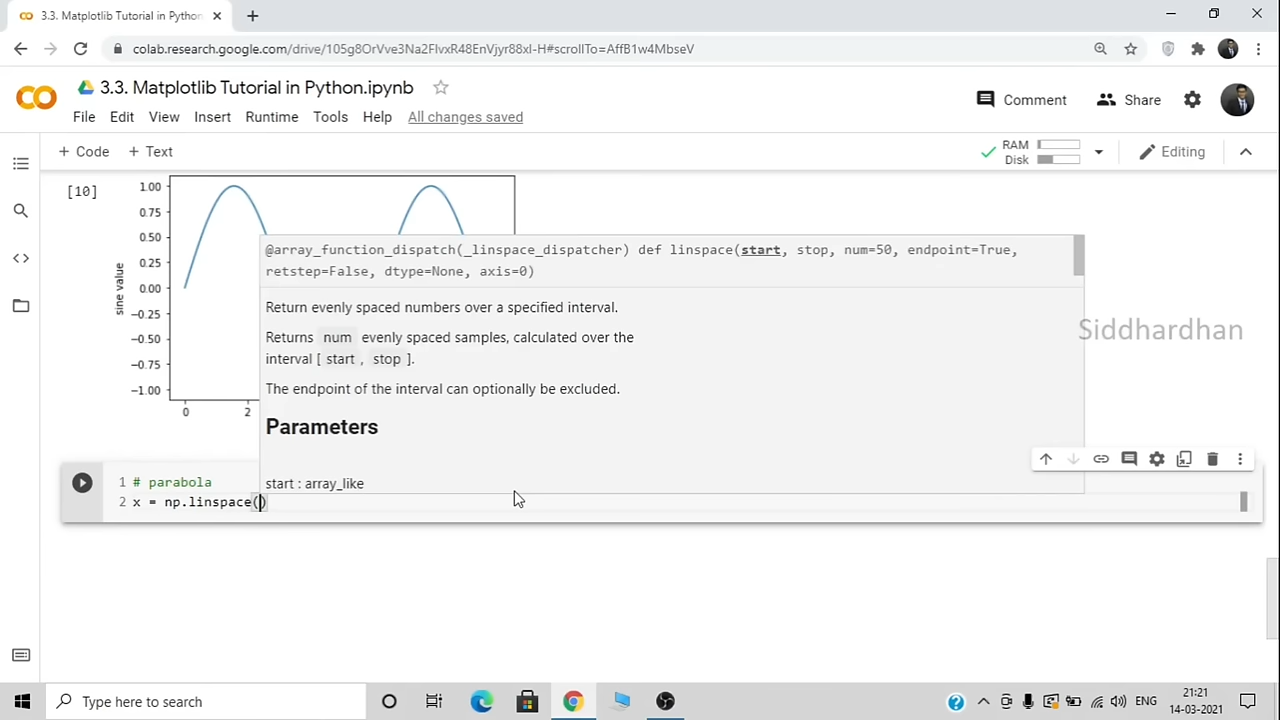 3.3. Matplotlib Tutorial in Python
colab.research.google.com/drive/105g8OrVve3Na2FlvxR48EnVjyr88xl-H#scrollTo=AffB1w4MbseV
3.3. Matplotlib Tutorial in Python.ipynb
Comment
Share
File Edit View Insert Runtime Tools Help All changes saved
+ Code + Text
RAM
Disk
Editing
[10]
1.00
0.75
0.50
0.25
0.00
−0.25
−0.50
−0.75
−1.00
sine value
0 2
@array_function_dispatch(_linspace_dispatcher) def linspace(start, stop, num=50, endpoint=True,
retstep=False, dtype=None, axis=0)
Return evenly spaced numbers over a specified interval.
Returns num evenly spaced samples, calculated over the
interval [ start , stop ].
The endpoint of the interval can optionally be excluded.
Parameters
start : array_like
Siddhardhan
1 # parabola
2 x = np.linspace()
Type here to search
ENG
21:21
14-03-2021